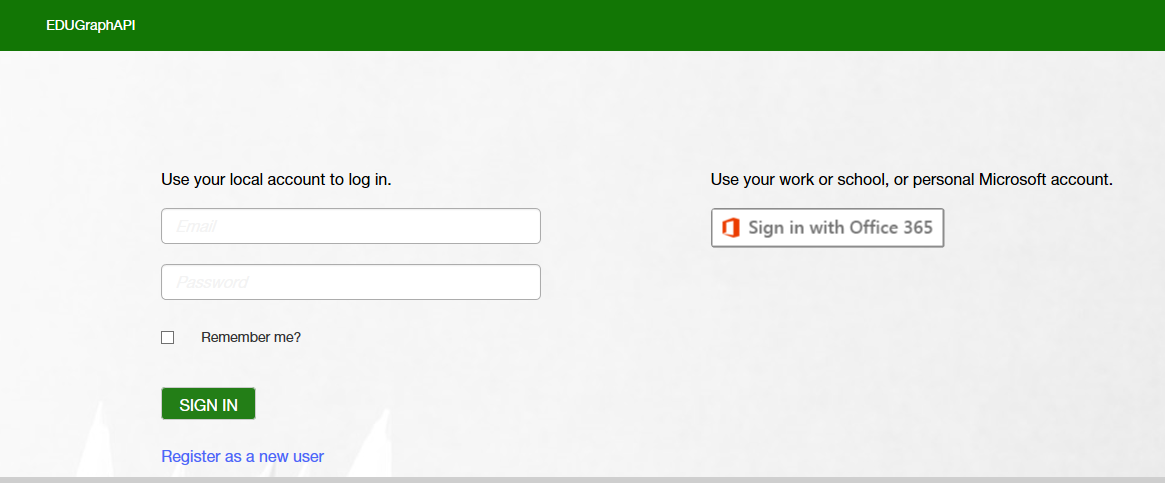 EDUGraphAPI
Use your local account to log in.
Email
Password
Remember me?
SIGN IN
Register as a new user
Use your work or school, or personal Microsoft account.
Sign in with Office 365